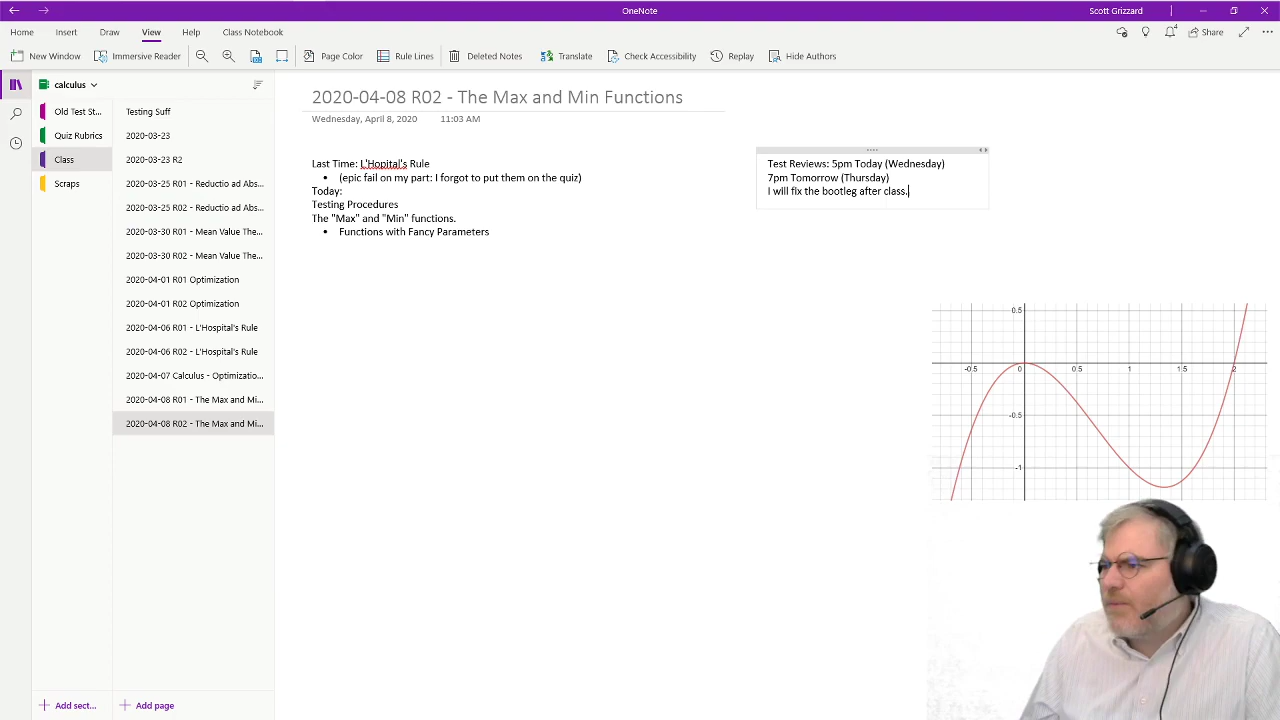 OneNote
Scott Grizzard
Home Insert Draw View Help Class Notebook
4 Share
New Window Immersive Reader Page Color Rule Lines Deleted Notes Translate Check Accessibility Replay Hide Authors
calculus
Old Test St...
Quiz Rubrics
Class
Scraps
Testing Suff
2020-03-23
2020-03-23 R2
2020-03-25 R01 - Reductio ad Abs...
2020-03-25 R02 - Reductio ad Abs...
2020-03-30 R01 - Mean Value The...
2020-03-30 R02 - Mean Value The...
2020-04-01 R01 Optimization
2020-04-01 R02 Optimization
2020-04-06 R01 - L'Hospital's Rule
2020-04-06 R02 - L'Hospital's Rule
2020-04-07 Calculus - Optimizatio...
2020-04-08 R01 - The Max and Mi...
2020-04-08 R02 - The Max and Mi...
Add sect...
Add page
2020-04-08 R02 - The Max and Min Functions
Wednesday, April 8, 2020 11:03 AM
Last Time: L'Hopital's Rule
• (epic fail on my part: I forgot to put them on the quiz)
Today:
Testing Procedures
The "Max" and "Min" functions.
• Functions with Fancy Parameters
Test Reviews: 5pm Today (Wednesday)
7pm Tomorrow (Thursday)
I will fix the bootleg after class.
0.5
-0.5 0 0.5 1 1.5 2
-0.5
-1